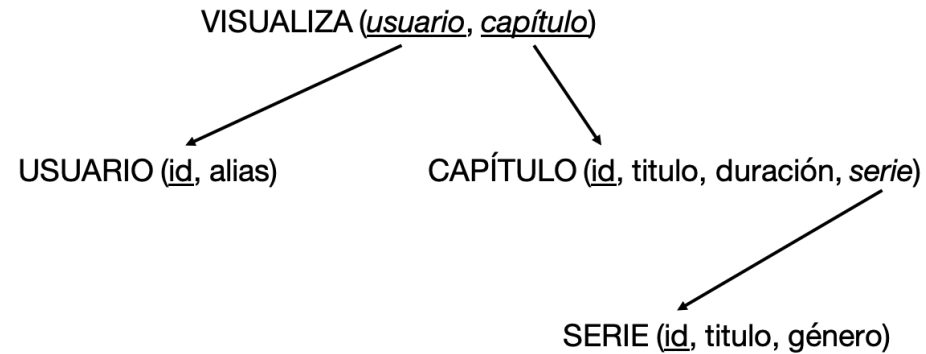 VISUALIZA (usuario, capítulo)
USUARIO (id, alias)
CAPÍTULO (id, titulo, duración, serie)
SERIE (id, titulo, género)